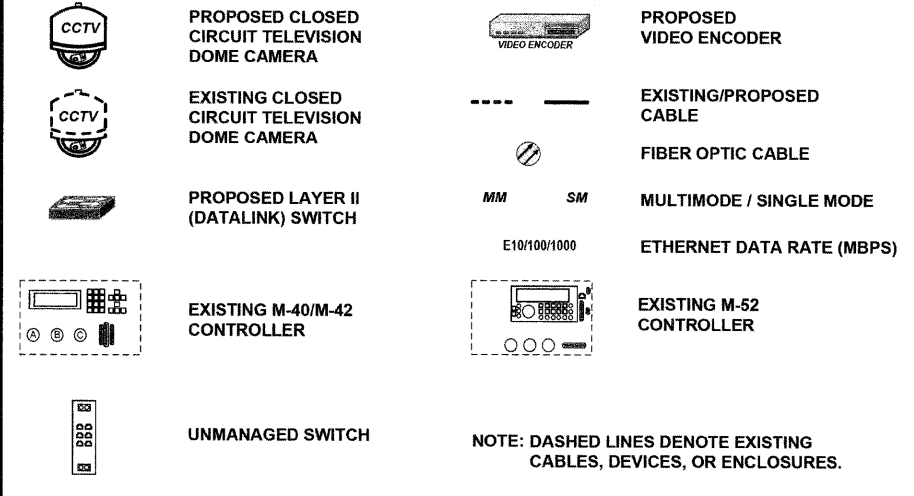 CCTV
PROPOSED CLOSED
CIRCUIT TELEVISION
DOME CAMERA
CCTV
EXISTING CLOSED
CIRCUIT TELEVISION
DOME CAMERA
PROPOSED LAYER II
(DATALINK) SWITCH
A B C
EXISTING M-40/M-42
CONTROLLER
UNMANAGED SWITCH
VIDEO ENCODER
PROPOSED
VIDEO ENCODER
EXISTING/PROPOSED
CABLE
FIBER OPTIC CABLE
MM SM
MULTIMODE / SINGLE MODE
E10/100/1000
ETHERNET DATA RATE (MBPS)
EXISTING M-52
CONTROLLER
NOTE: DASHED LINES DENOTE EXISTING
CABLES, DEVICES, OR ENCLOSURES.